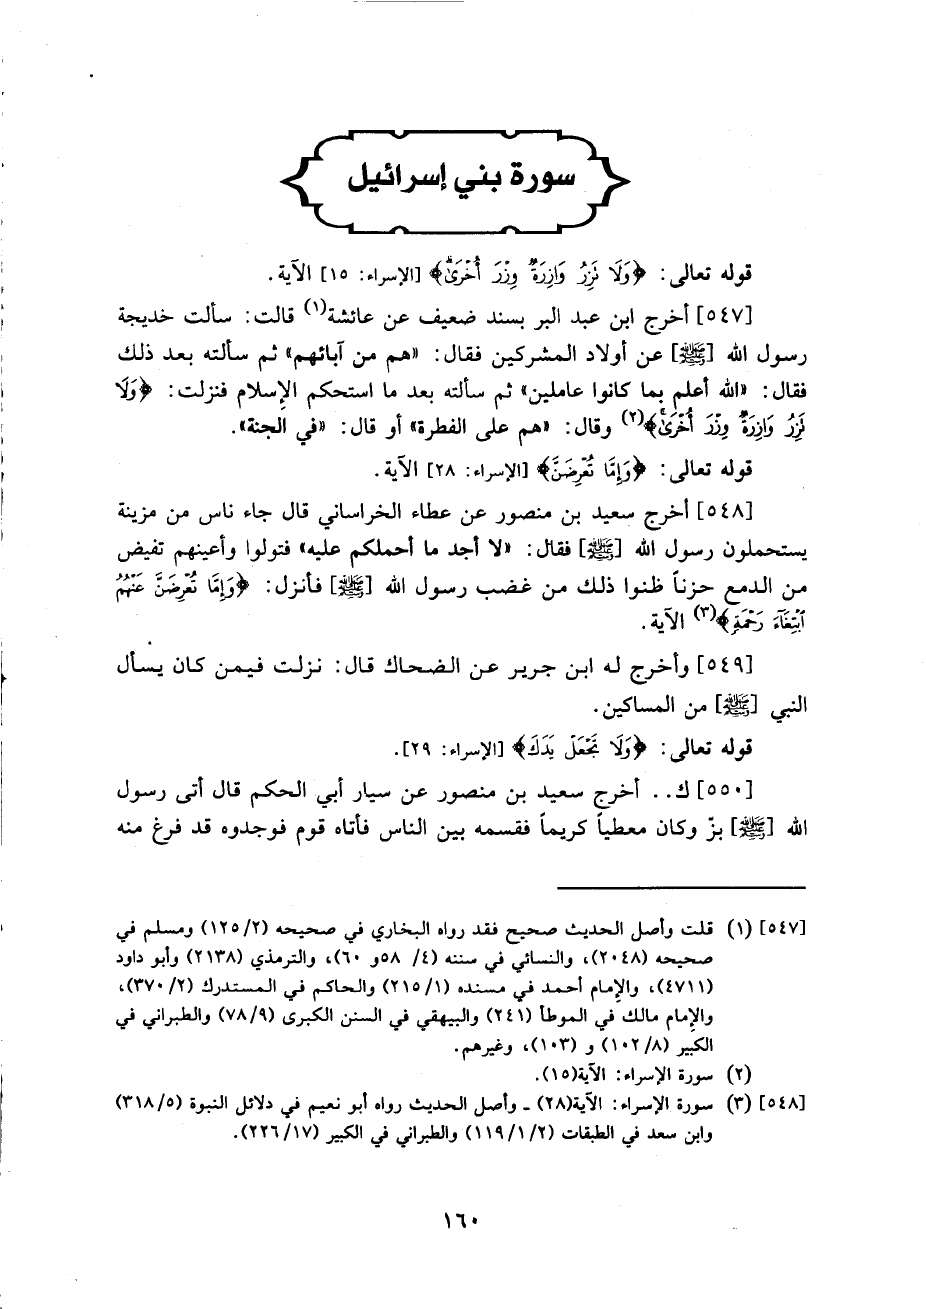 سورة بني إسرائيل
قوله تعالى: ﴿وَلَا نَزِرُ وَازِرَةٌ وِزْرَ أُخْرَىٰ﴾ [الإسراء: ١٥] الآية.
[٥٤٧] أخرج ابن عبد البر بسند ضعيف عن عائشة(١) قالت: سألت خديجة
رسول الله [ﷺ] عن أولاد المشركين فقال: «هم من آبائهم» ثم سألته بعد ذلك
فقال: «الله أعلم بما كانوا عاملين» ثم سألته بعد ما استحكم الإسلام فنزلت: ﴿وَلَا
نَزِرُ وَازِرَةٌ وِزْرَ أُخْرَىٰ﴾(٢) وقال: «هم على الفطرة» أو قال: «في الجنة».
قوله تعالى: ﴿وَإِمَّا تُعْرِضَنَّ﴾ [الإسراء: ٢٨] الآية.
[٥٤٨] أخرج سعيد بن منصور عن عطاء الخراساني قال جاء ناس من مزينة
يستحملون رسول الله [ﷺ] فقال: «لا أجد ما أحملكم عليه» فتولوا وأعينهم تفيض
من الدمع حزناً ظنوا ذلك من غضب رسول الله [ﷺ] فأنزل: ﴿وَإِمَّا تُعْرِضَنَّ عَنْهُمُ
ٱبْتِغَاءَ رَحْمَةٍ﴾(٣) الآية.
[٥٤٩] وأخرج له ابن جرير عن الضحاك قال: نزلت فيمن كان يسأل
النبي [ﷺ] من المساكين.
قوله تعالى: ﴿وَلَا تَجْعَلْ يَدَكَ﴾ [الإسراء: ٢٩].
[٥٥٠] ك.. أخرج سعيد بن منصور عن سيار أبي الحكم قال أتى رسول
الله [ﷺ] بزّ وكان معطياً كريماً فقسمه بين الناس فأتاه قوم فوجدوه قد فرغ منه
[٥٤٧] (١) قلت وأصل الحديث صحيح فقد رواه البخاري في صحيحه (١٢٥/٢) ومسلم في
صحيحه (٢٠٤٨)، والنسائي في سننه (٤/ ٥٨و ٦٠)، والترمذي (٢١٣٨) وأبو داود
(٤٧١١)، والإمام أحمد في مسنده (٢١٥/١) والحاكم في المستدرك (٣٧٠/٢)،
والإمام مالك في الموطأ (٢٤١) والبيهقي في السنن الكبرى (٧٨/٩) والطبراني في
الكبير (١٠٢/٨) و (١٠٣)، وغيرهم.
(٢) سورة الإسراء: الآية(١٥).
[٥٤٨] (٣) سورة الإسراء: الآية(٢٨) ـ وأصل الحديث رواه أبو نعيم في دلائل النبوة (٣١٨/٥)
وابن سعد في الطبقات (١١٩/١/٢) والطبراني في الكبير (٢٢٦/١٧).
١٦٠